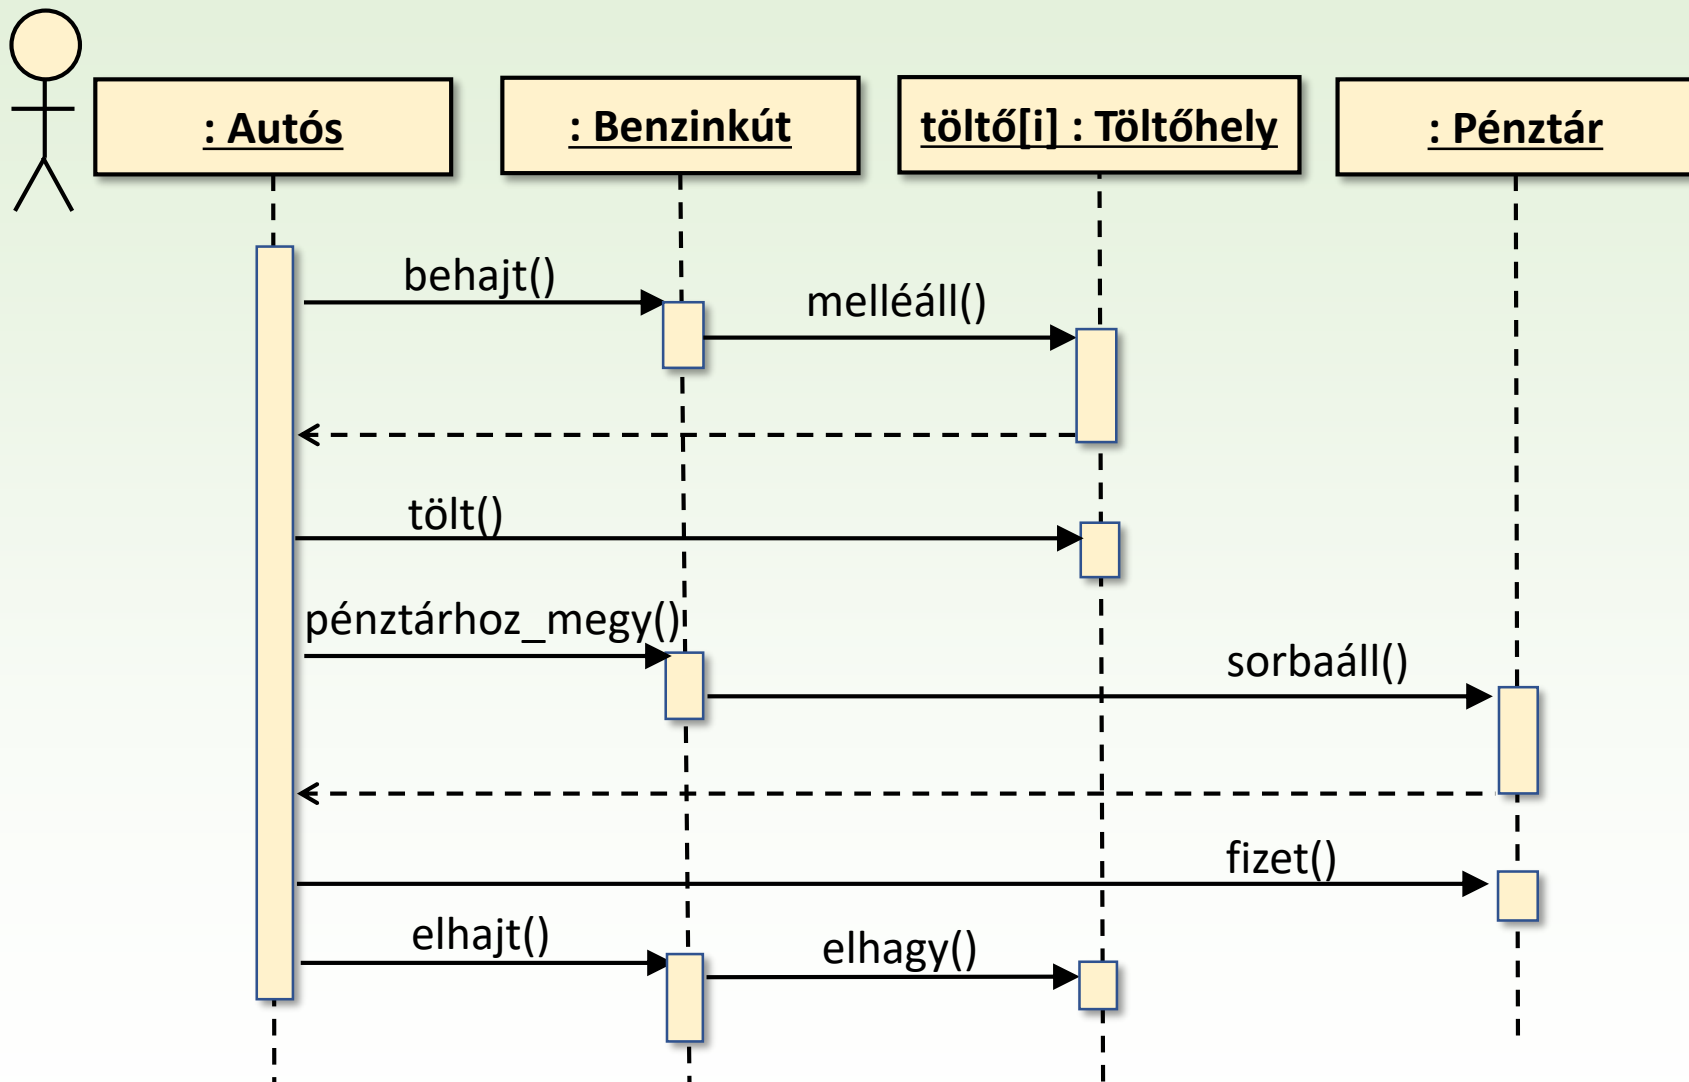 : Autós
: Benzinkút
töltő[i] : Töltőhely
: Pénztár
behajt()
melléáll()
tölt()
pénztárhoz_megy()
sorbaáll()
fizet()
elhajt()
elhagy()